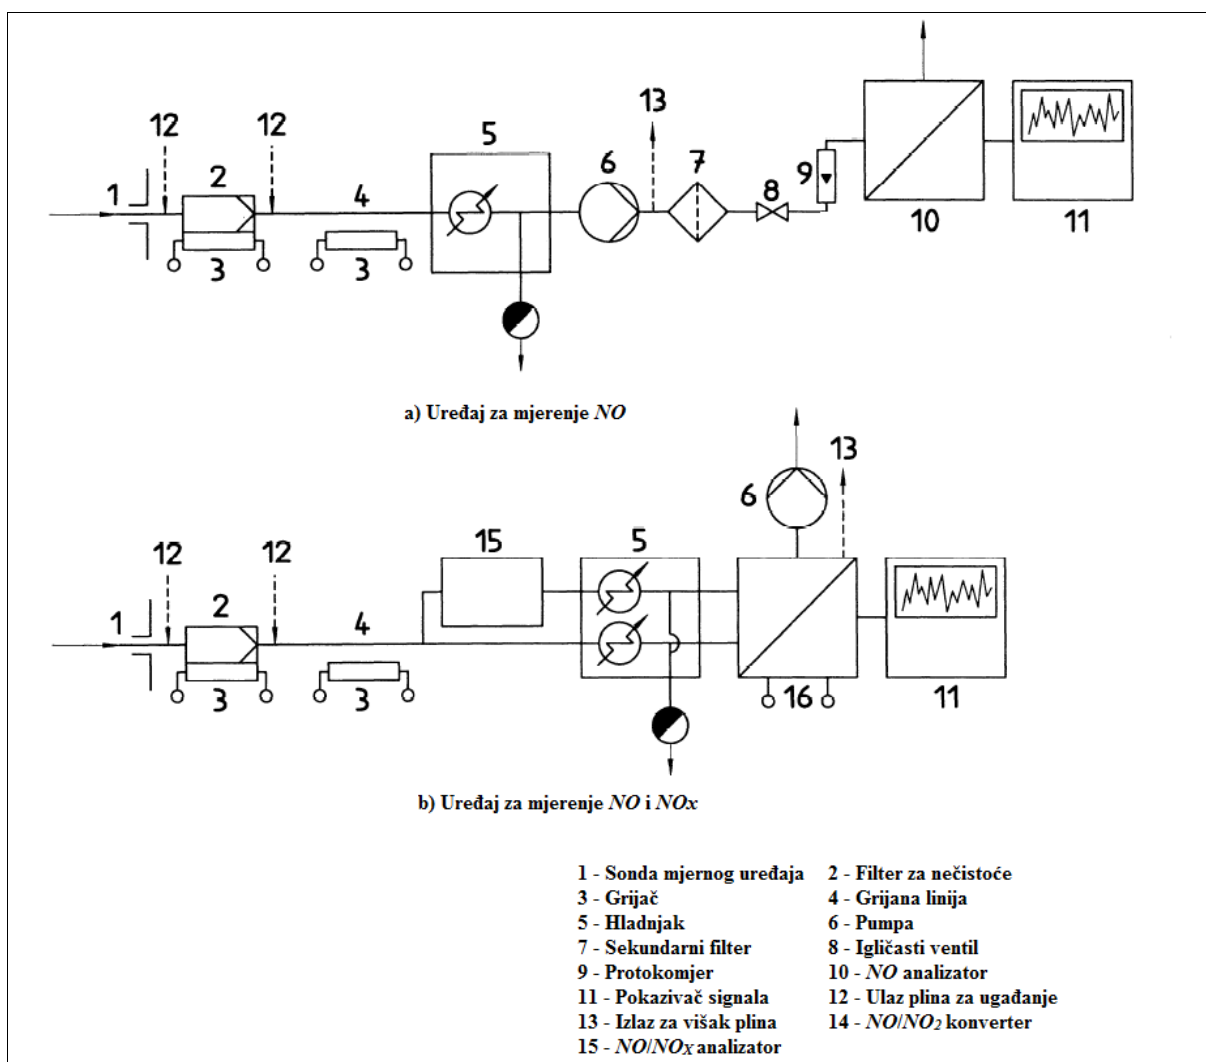 13
12
12
5
1
2
4
6
7
8
9
10
11
3
3
a) Uređaj za mjerenje NO
13
6
12
12
15
5
1
2
4
3
3
16
11
b) Uređaj za mjerenje NO i NOx
1 - Sonda mjernog uređaja 2 - Filter za nečistoće
3 - Grijač 4 - Grijana linija
5 - Hladnjak 6 - Pumpa
7 - Sekundarni filter 8 - Igličasti ventil
9 - Protokomjer 10 - NO analizator
11 - Pokazivač signala 12 - Ulaz plina za ugađanje
13 - Izlaz za višak plina 14 - NO/NO2 konverter
15 - NO/NOX analizator